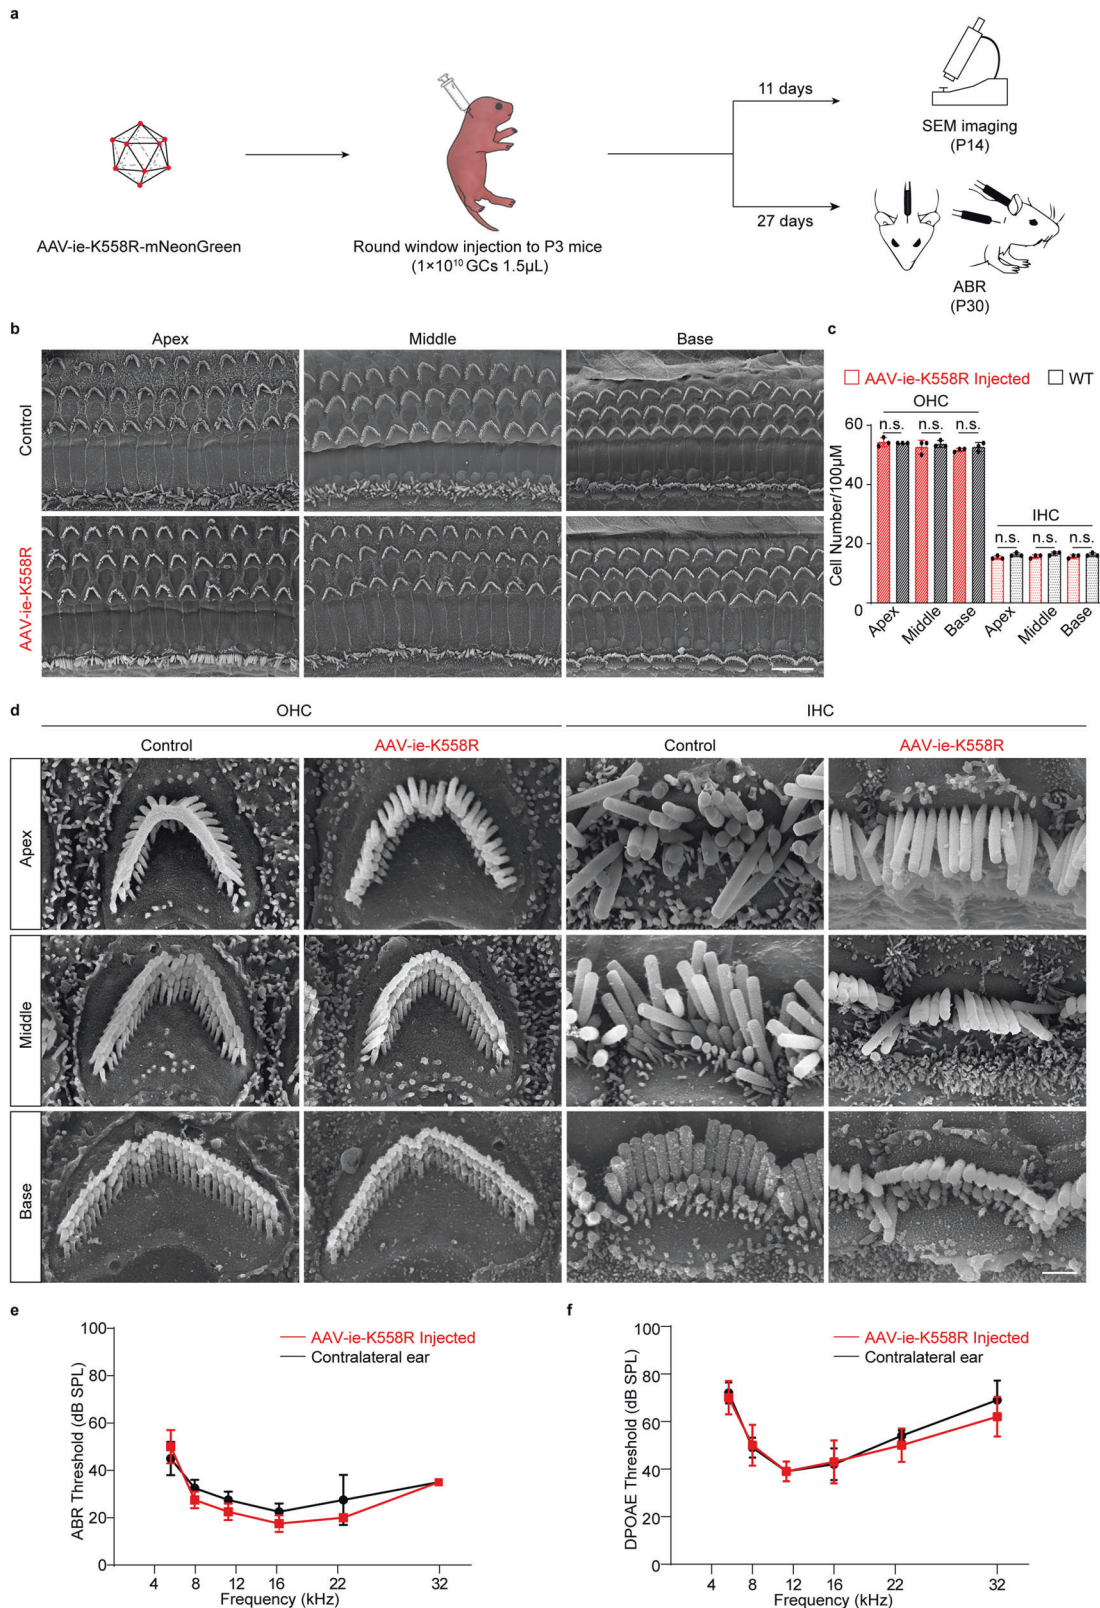 a
AAV-ie-K558R-mNeonGreen
Round window injection to P3 mice
(1×10¹⁰ GCs 1.5μL)
11 days
SEM imaging
(P14)
27 days
ABR
(P30)
b
Apex
Middle
Base
Control
AAV-ie-K558R
c
AAV-ie-K558R Injected
WT
OHC
n.s.
n.s.
n.s.
IHC
n.s.
n.s.
n.s.
Cell Number/100μM
60
40
20
0
Apex
Middle
Base
Apex
Middle
Base
d
OHC
IHC
Control
AAV-ie-K558R
Control
AAV-ie-K558R
Apex
Middle
Base
e
AAV-ie-K558R Injected
Contralateral ear
ABR Threshold (dB SPL)
100
80
60
40
20
0
4 8 12 16 22 32
Frequency (kHz)
f
AAV-ie-K558R Injected
Contralateral ear
DPOAE Threshold (dB SPL)
100
80
60
40
20
0
4 8 12 16 22 32
Frequency (kHz)